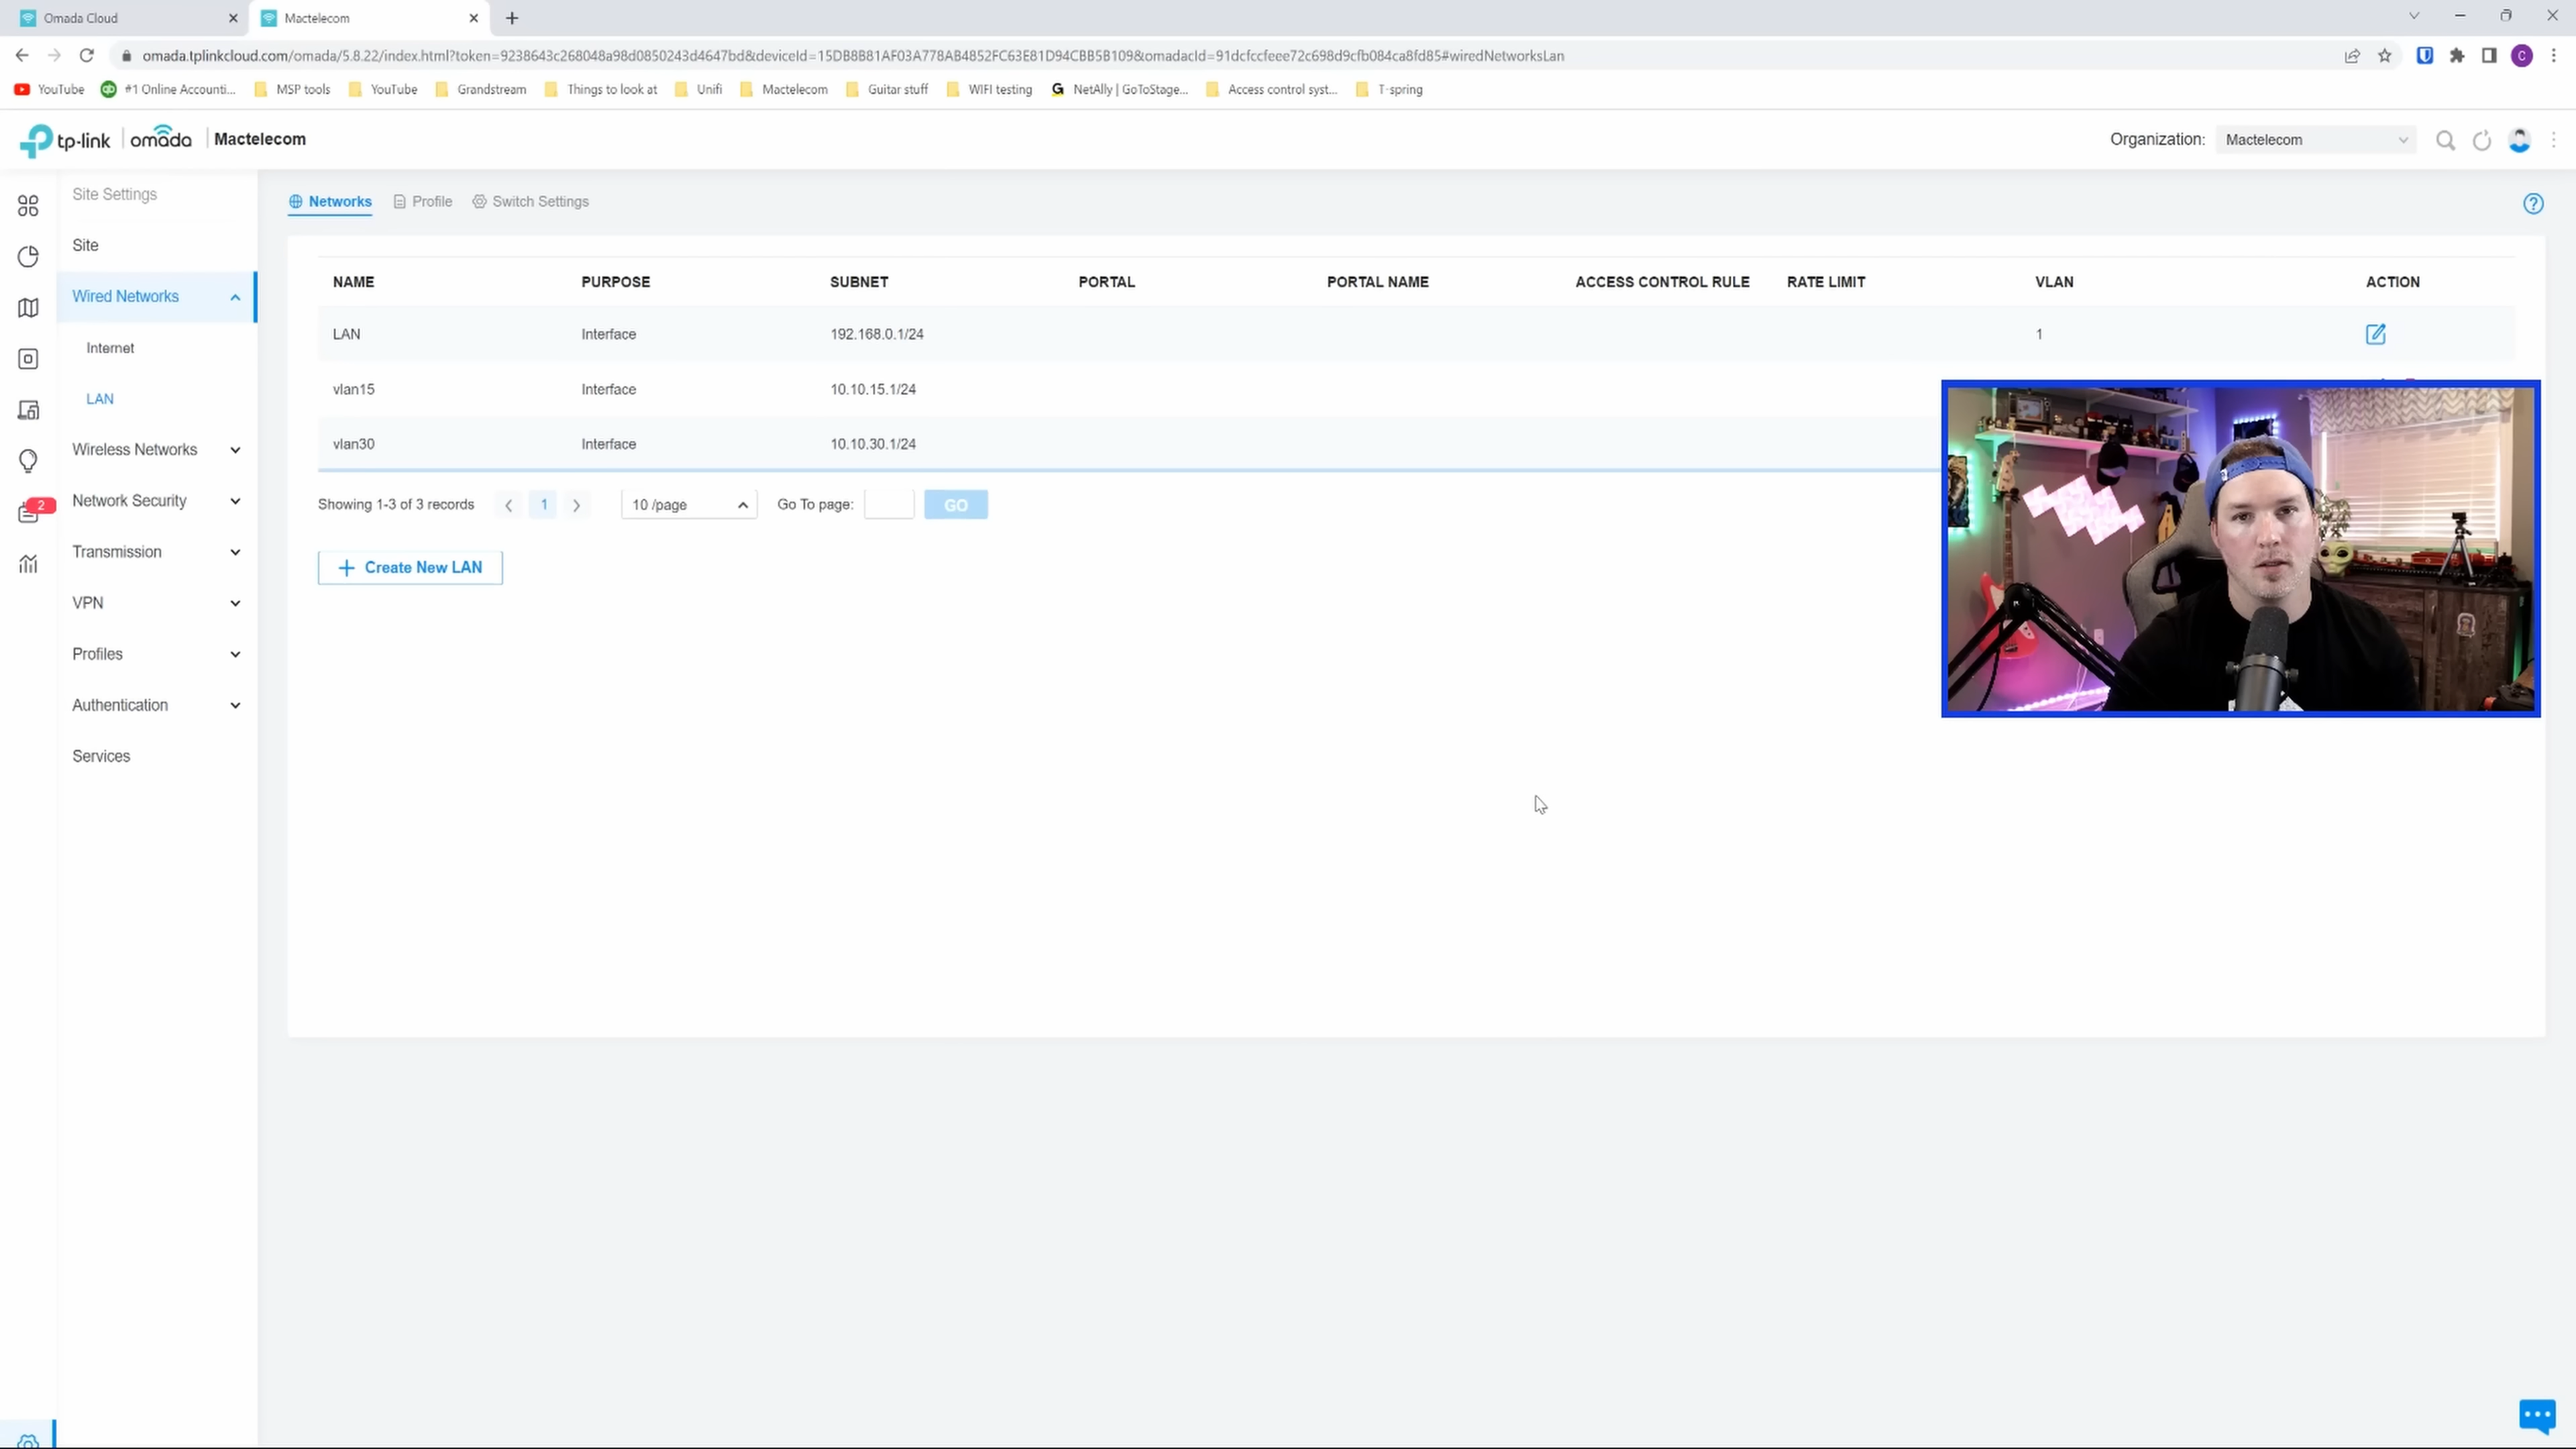 Omada Cloud
Mactelecom
omada.tplinkcloud.com/omada/5.8.22/index.html?token=9238643c268048a98d0850243d4647bd&deviceId=15DB8B81AF03A778AB4852FC63E81D94CBB5B109&omadacId=91dcfccfeee72c698d9cfb084ca8fd85#wiredNetworksLan
C
YouTube #1 Online Accounti... MSP tools YouTube Grandstream Things to look at Unifi Mactelecom Guitar stuff WIFI testing NetAlly | GoToStage... Access control syst... T-spring
tp-link omada Mactelecom
Organization: Mactelecom
Site Settings
Site
Wired Networks
Internet
LAN
Wireless Networks
Network Security
2
Transmission
VPN
Profiles
Authentication
Services
Networks Profile Switch Settings
NAME PURPOSE SUBNET PORTAL PORTAL NAME ACCESS CONTROL RULE RATE LIMIT VLAN ACTION
LAN Interface 192.168.0.1/24 1
vlan15 Interface 10.10.15.1/24
vlan30 Interface 10.10.30.1/24
Showing 1-3 of 3 records 1 10 /page Go To page: GO
Create New LAN